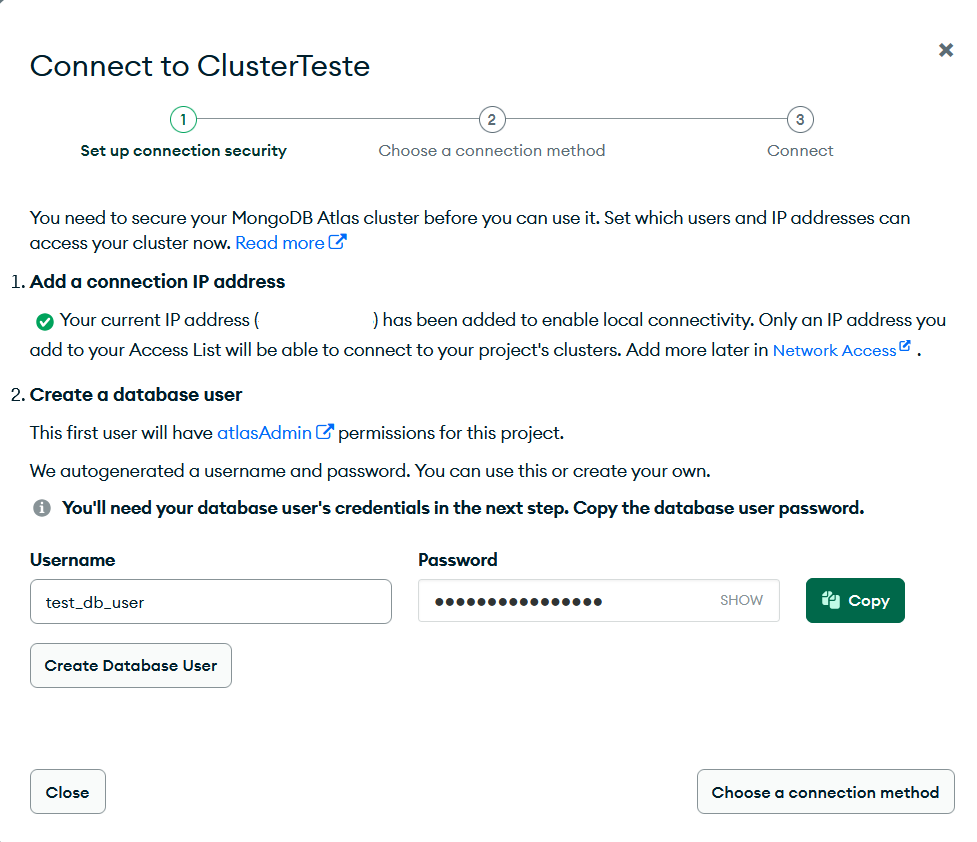 Connect to ClusterTeste
1
2
3
Set up connection security
Choose a connection method
Connect
You need to secure your MongoDB Atlas cluster before you can use it. Set which users and IP addresses can
access your cluster now. Read more
1. Add a connection IP address
Your current IP address ( ) has been added to enable local connectivity. Only an IP address you
add to your Access List will be able to connect to your project's clusters. Add more later in Network Access .
2. Create a database user
This first user will have atlasAdmin permissions for this project.
We autogenerated a username and password. You can use this or create your own.
You'll need your database user's credentials in the next step. Copy the database user password.
Username
Password
test_db_user
•••••••••••••••• SHOW
Copy
Create Database User
Close
Choose a connection method